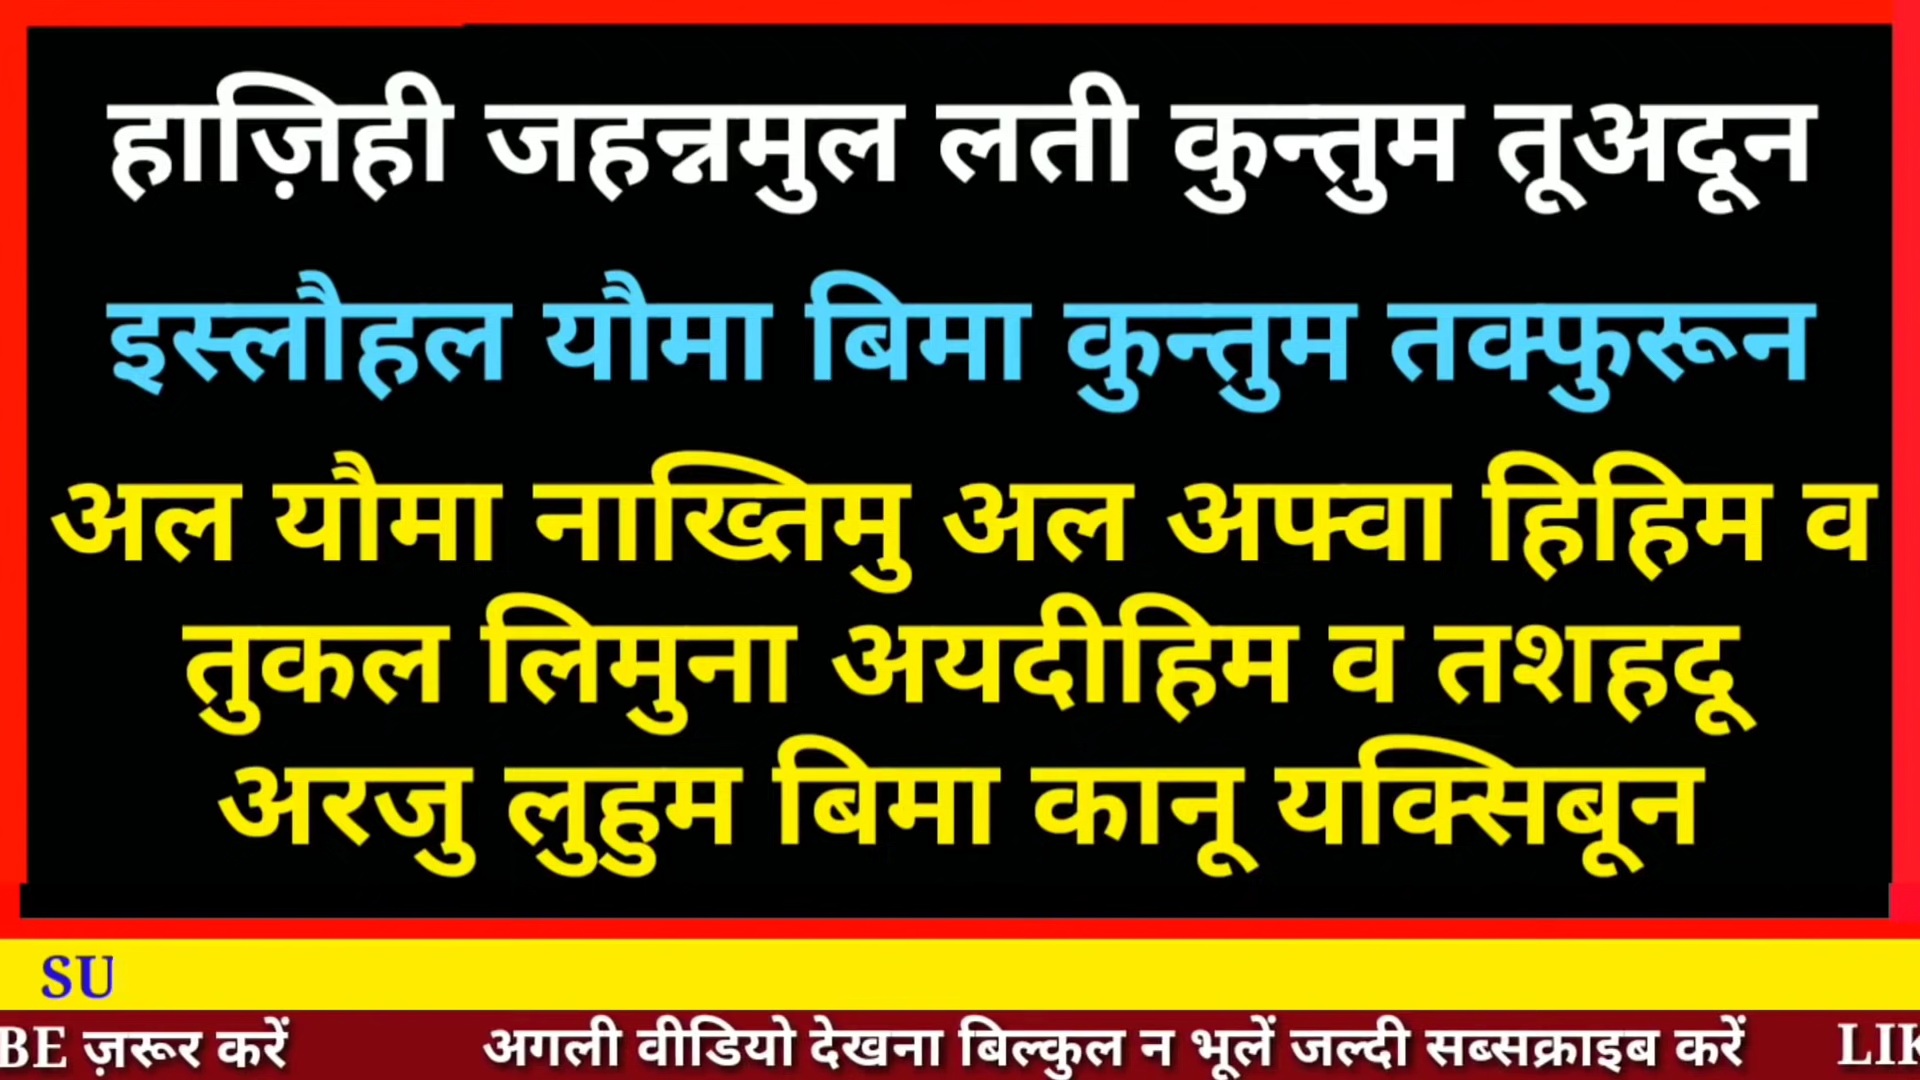 हाज़िही जहन्नमुल लती कुन्तुम तूअदून
इस्लौहल यौमा बिमा कुन्तुम तक्फुरून
अल यौमा नाख्तिमु अल अफ्वा हिहिम व
तुकल लिमुना अयदीहिम व तशहदू
अरजु लुहुम बिमा कानू यक्सिबून
SU
BE ज़रूर करें अगली वीडियो देखना बिल्कुल न भूलें जल्दी सब्सक्राइब करें LIK